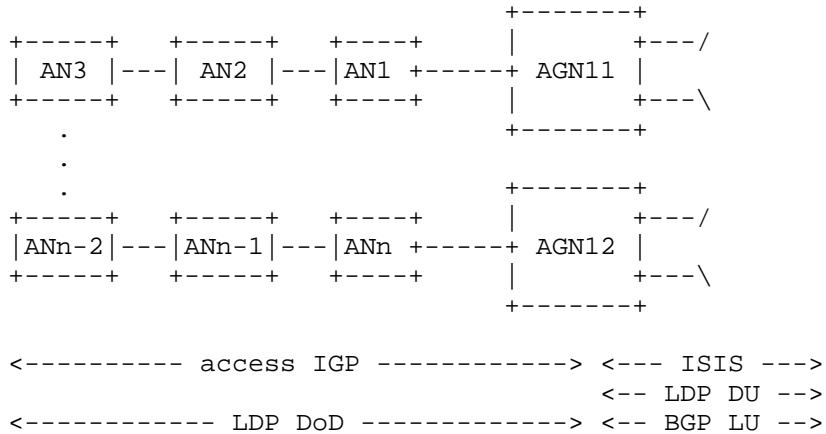 AN3 AN2 AN1 AGN11
ANn-2 ANn-1 ANn AGN12
<---------- access IGP ------------> <--- ISIS --->
<-- LDP DU -->
<------------ LDP DoD -------------> <-- BGP LU -->